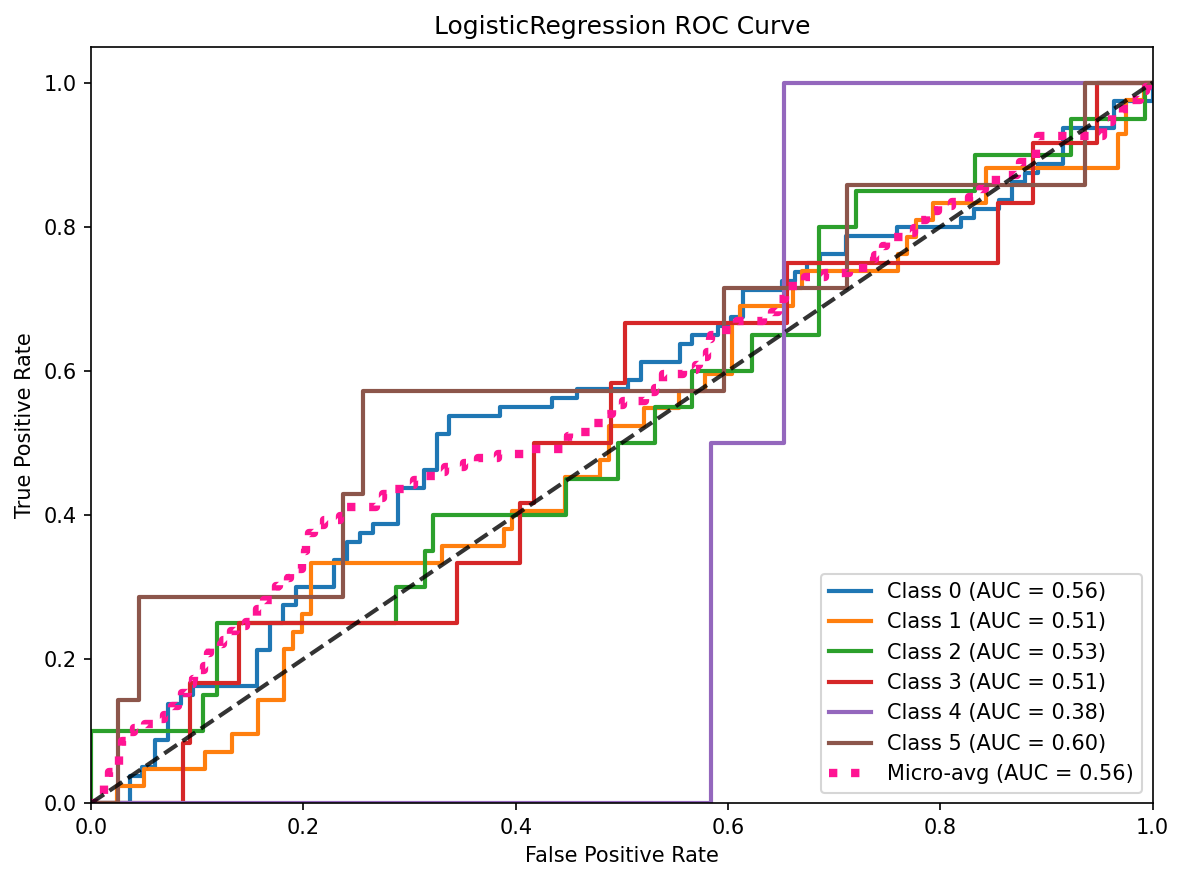 LogisticRegression ROC Curve
True Positive Rate
1.0
0.8
0.6
0.4
0.2
0.0
Class 0 (AUC = 0.56)
Class 1 (AUC = 0.51)
Class 2 (AUC = 0.53)
Class 3 (AUC = 0.51)
Class 4 (AUC = 0.38)
Class 5 (AUC = 0.60)
Micro-avg (AUC = 0.56)
0.0 0.2 0.4 0.6 0.8 1.0
False Positive Rate